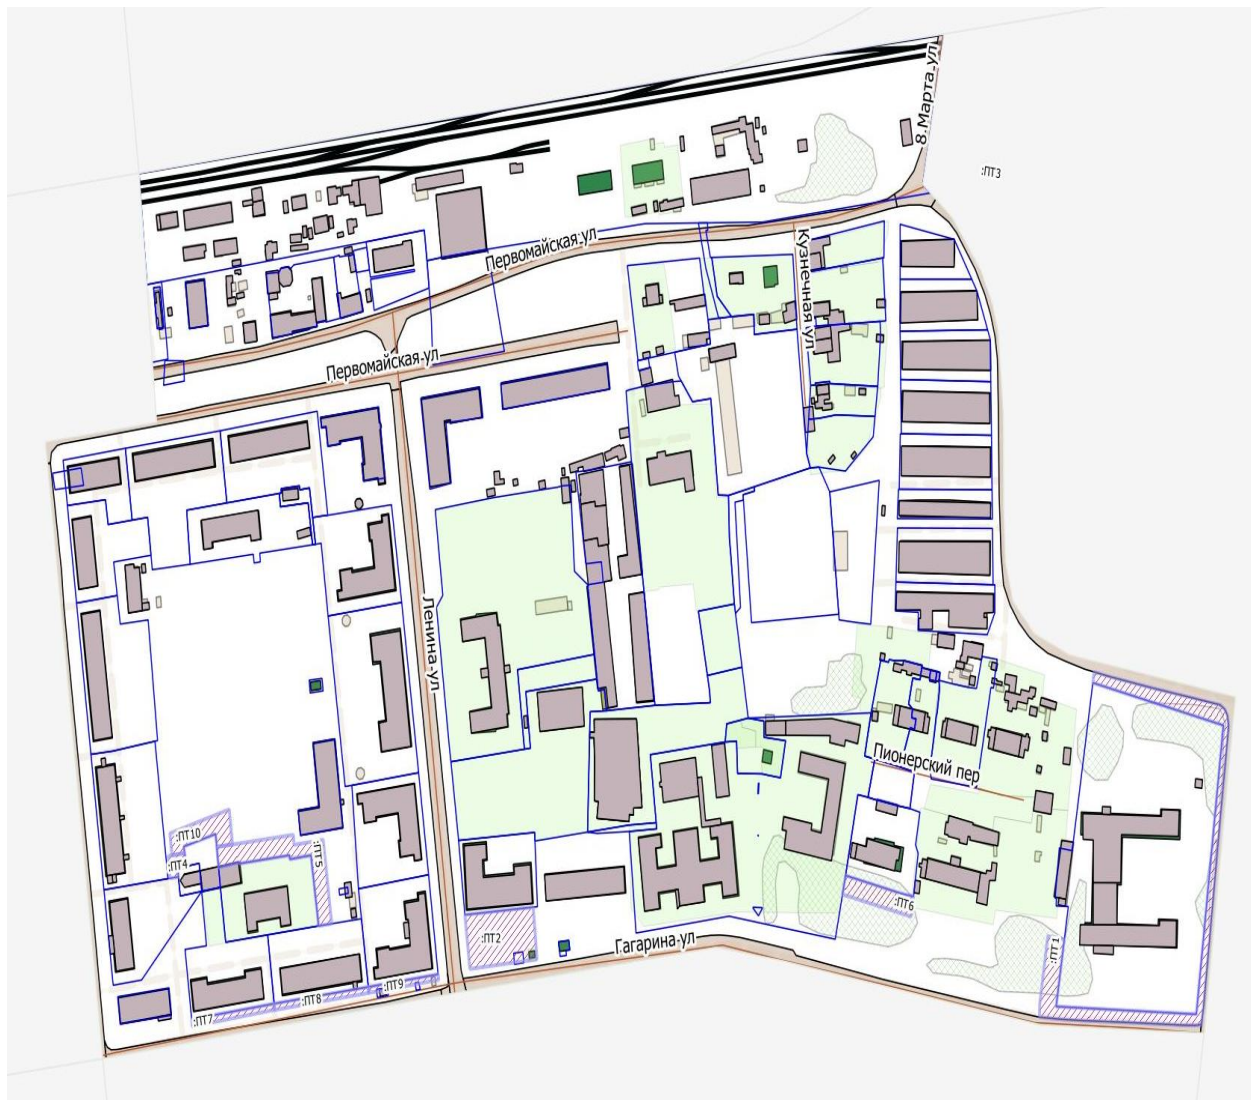 8.Марта.ул
:ПТ3
Первомайская ул
Кузнечная ул
Первомайская ул
Ленина.ул
Пионерский пер
:ПТ10
:ПТ4
:ПТ5
:ПТ6
:ПТ2
Гагарина ул
:ПТ1
:ПТ9
:ПТ8
:ПТ7